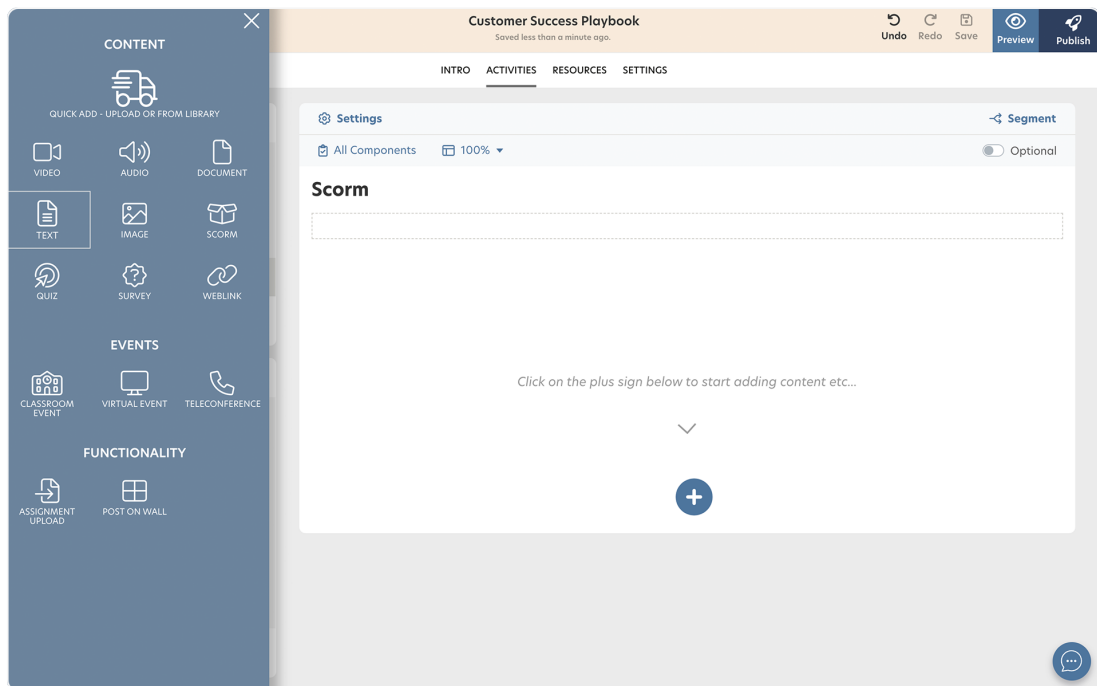 CONTENT
QUICK ADD - UPLOAD OR FROM LIBRARY
VIDEO
AUDIO
DOCUMENT
TEXT
IMAGE
SCORM
QUIZ
SURVEY
WEBLINK
EVENTS
CLASSROOM
EVENT
VIRTUAL EVENT
TELECONFERENCE
FUNCTIONALITY
ASSIGNMENT
UPLOAD
POST ON WALL
Customer Success Playbook
Saved less than a minute ago.
Undo
Redo
Save
Preview
Publish
INTRO
ACTIVITIES
RESOURCES
SETTINGS
Settings
Segment
All Components
100%
Optional
Scorm
Click on the plus sign below to start adding content etc...